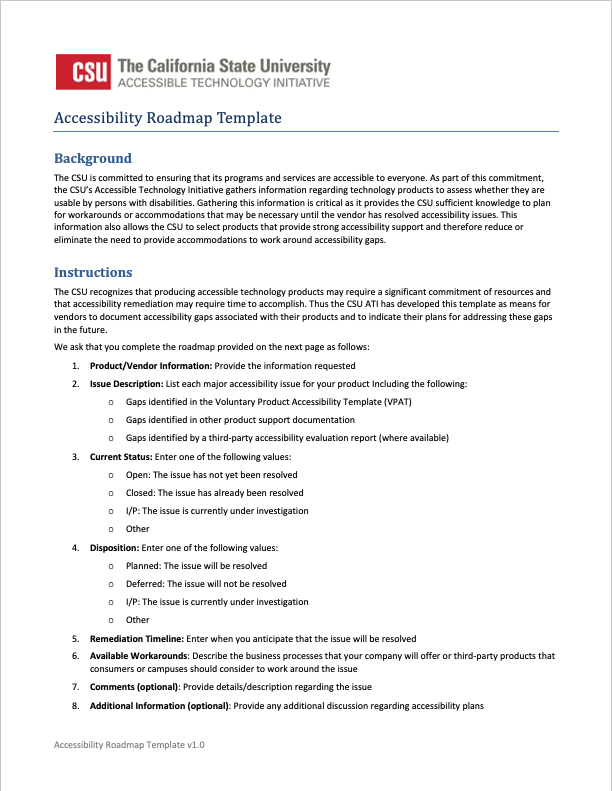 CSU The California State University
ACCESSIBLE TECHNOLOGY INITIATIVE
Accessibility Roadmap Template
Background
The CSU is committed to ensuring that its programs and services are accessible to everyone. As part of this commitment,
the CSU's Accessible Technology Initiative gathers information regarding technology products to assess whether they are
usable by persons with disabilities. Gathering this information is critical as it provides the CSU sufficient knowledge to plan
for workarounds or accommodations that may be necessary until the vendor has resolved accessibility issues. This
information also allows the CSU to select products that provide strong accessibility support and therefore reduce or
eliminate the need to provide accommodations to work around accessibility gaps.
Instructions
The CSU recognizes that producing accessible technology products may require a significant commitment of resources and
that accessibility remediation may require time to accomplish. Thus the CSU ATI has developed this template as means for
vendors to document accessibility gaps associated with their products and to indicate their plans for addressing these gaps
in the future.
We ask that you complete the roadmap provided on the next page as follows:
1. Product/Vendor Information: Provide the information requested
2. Issue Description: List each major accessibility issue for your product Including the following:
o Gaps identified in the Voluntary Product Accessibility Template (VPAT)
o Gaps identified in other product support documentation
o Gaps identified by a third-party accessibility evaluation report (where available)
3. Current Status: Enter one of the following values:
o Open: The issue has not yet been resolved
o Closed: The issue has already been resolved
o I/P: The issue is currently under investigation
o Other
4. Disposition: Enter one of the following values:
o Planned: The issue will be resolved
o Deferred: The issue will not be resolved
o I/P: The issue is currently under investigation
o Other
5. Remediation Timeline: Enter when you anticipate that the issue will be resolved
6. Available Workarounds: Describe the business processes that your company will offer or third-party products that
consumers or campuses should consider to work around the issue
7. Comments (optional): Provide details/description regarding the issue
8. Additional Information (optional): Provide any additional discussion regarding accessibility plans
Accessibility Roadmap Template v1.0